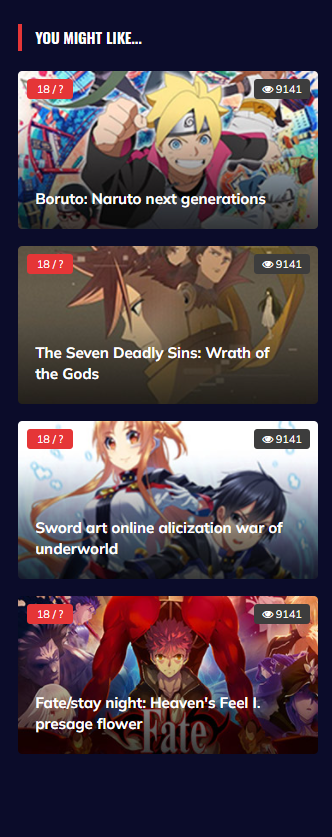 YOU MIGHT LIKE...
18 / ?
9141
Boruto: Naruto next generations
18 / ?
9141
The Seven Deadly Sins: Wrath of
the Gods
18 / ?
9141
Sword art online alicization war of
underworld
18 / ?
9141
Fate/stay night: Heaven's Feel I.
presage flower
Fate